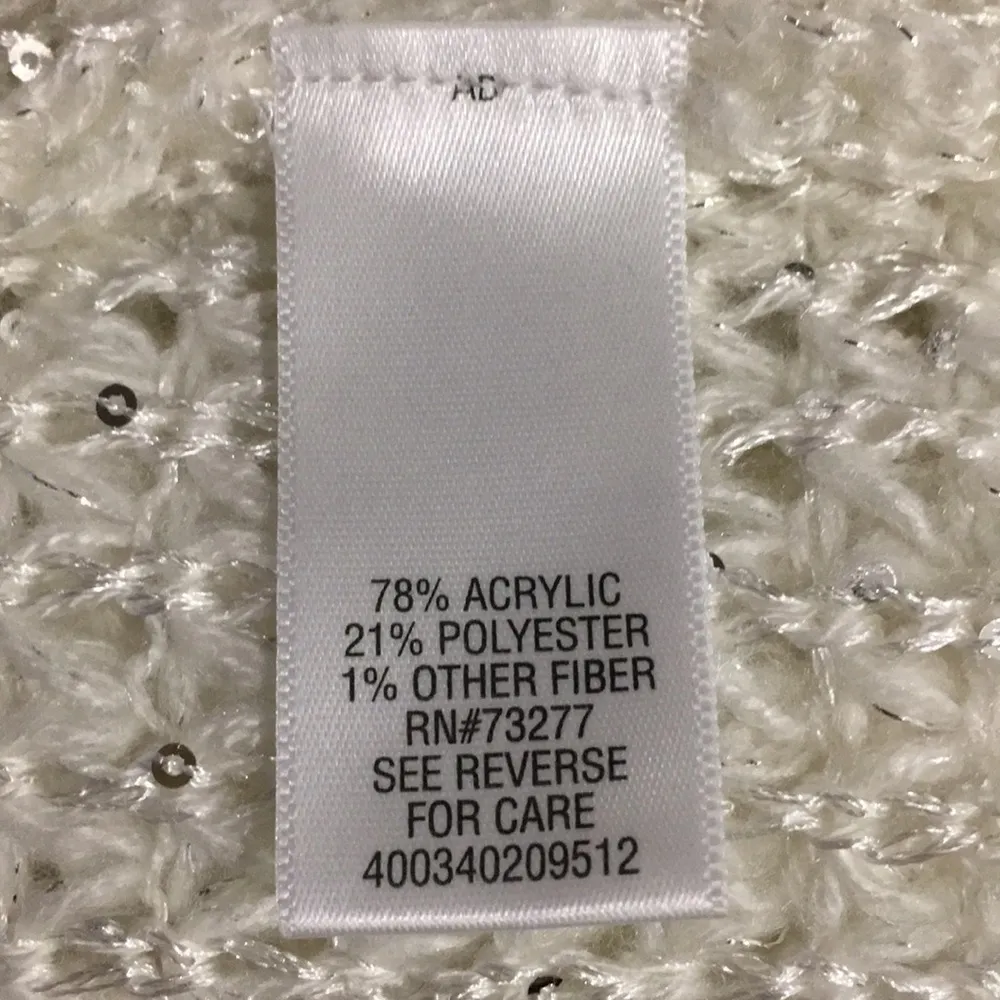 AD
78% ACRYLIC
21% POLYESTER
1% OTHER FIBER
RN#73277
SEE REVERSE
FOR CARE
400340209512